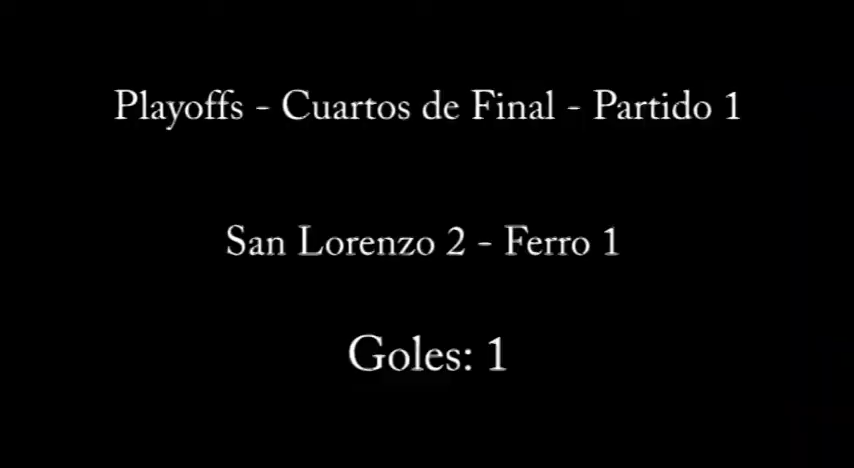 Playoffs - Cuartos de Final - Partido 1
San Lorenzo 2 - Ferro 1
Goles: 1